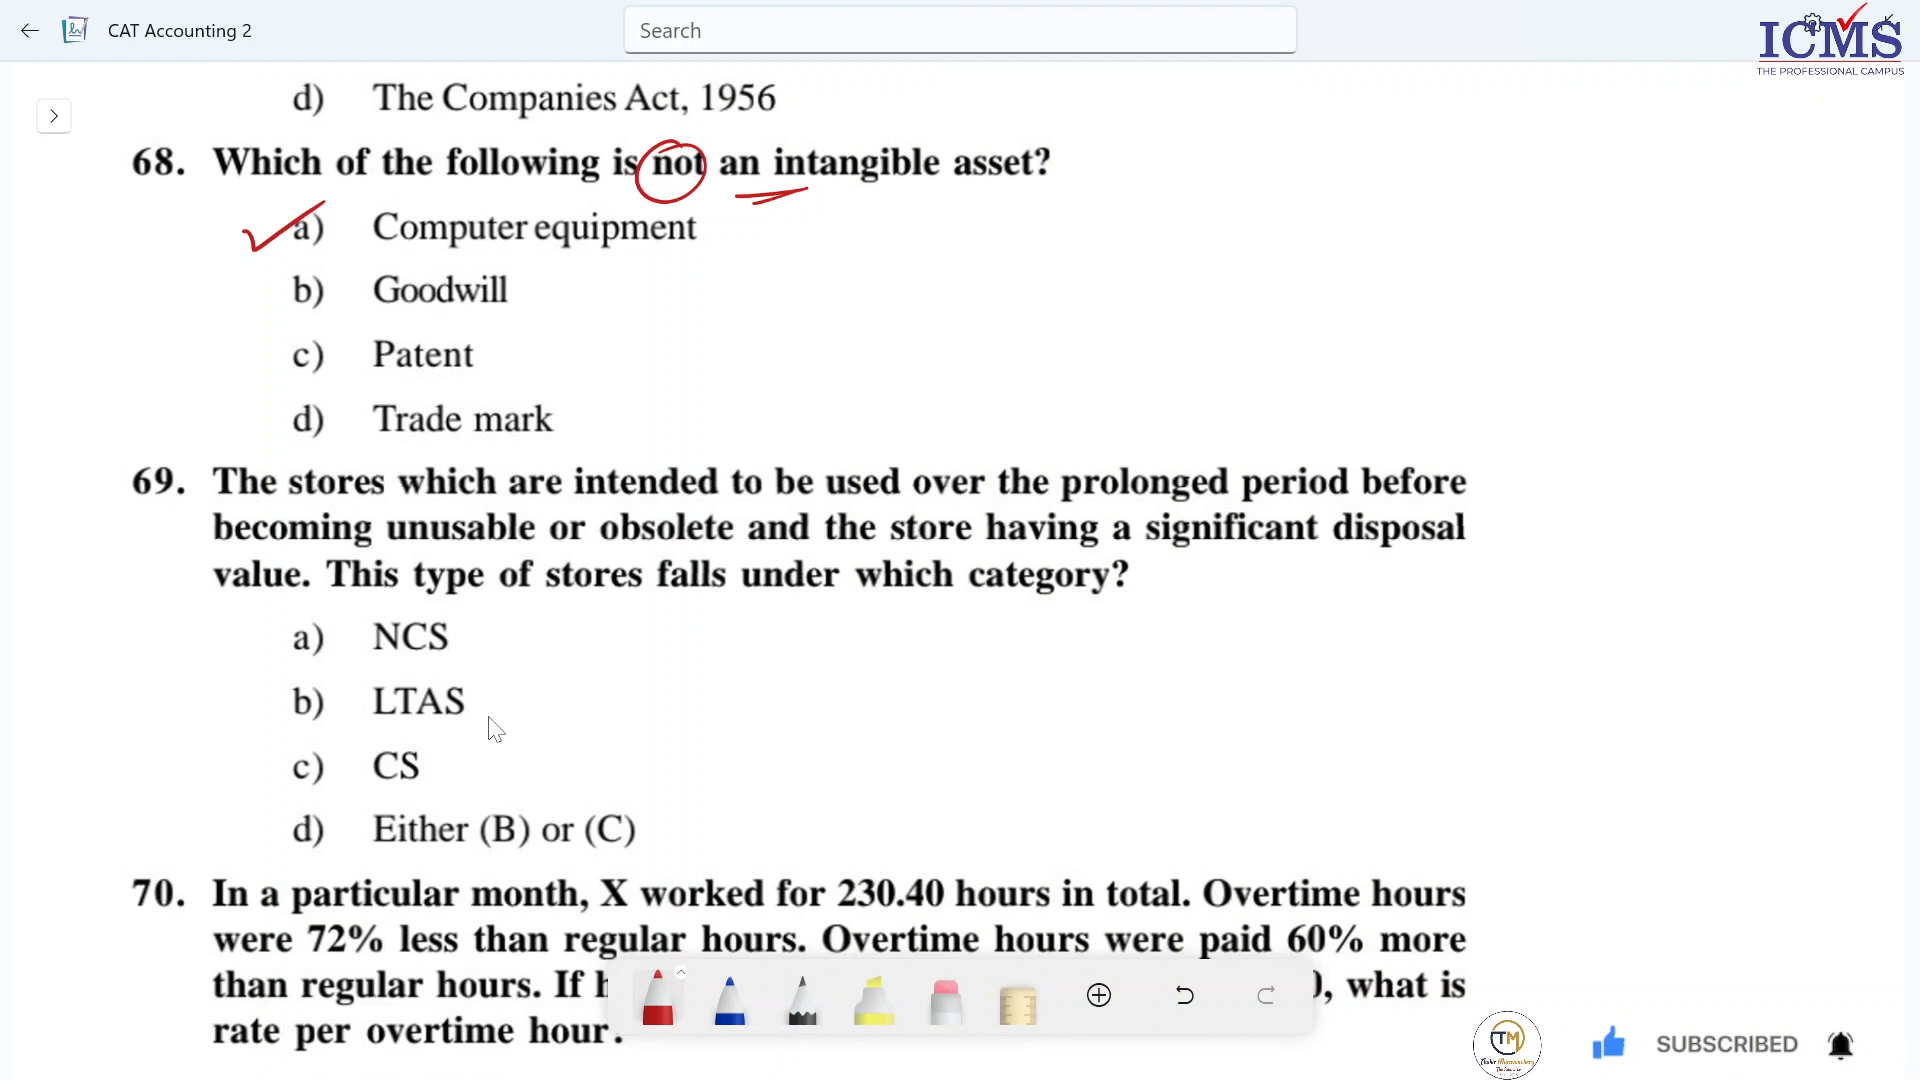 CAT Accounting 2
Search
ICMS
THE PROFESSIONAL CAMPUS
d) The Companies Act, 1956
68. Which of the following is not an intangible asset?
a) Computer equipment
b) Goodwill
c) Patent
d) Trade mark
69. The stores which are intended to be used over the prolonged period before
becoming unusable or obsolete and the store having a significant disposal
value. This type of stores falls under which category?
a) NCS
b) LTAS
c) CS
d) Either (B) or (C)
70. In a particular month, X worked for 230.40 hours in total. Overtime hours
were 72% less than regular hours. Overtime hours were paid 60% more
than regular hours. If ), what is
rate per overtime hour.
TM
SUBSCRIBED